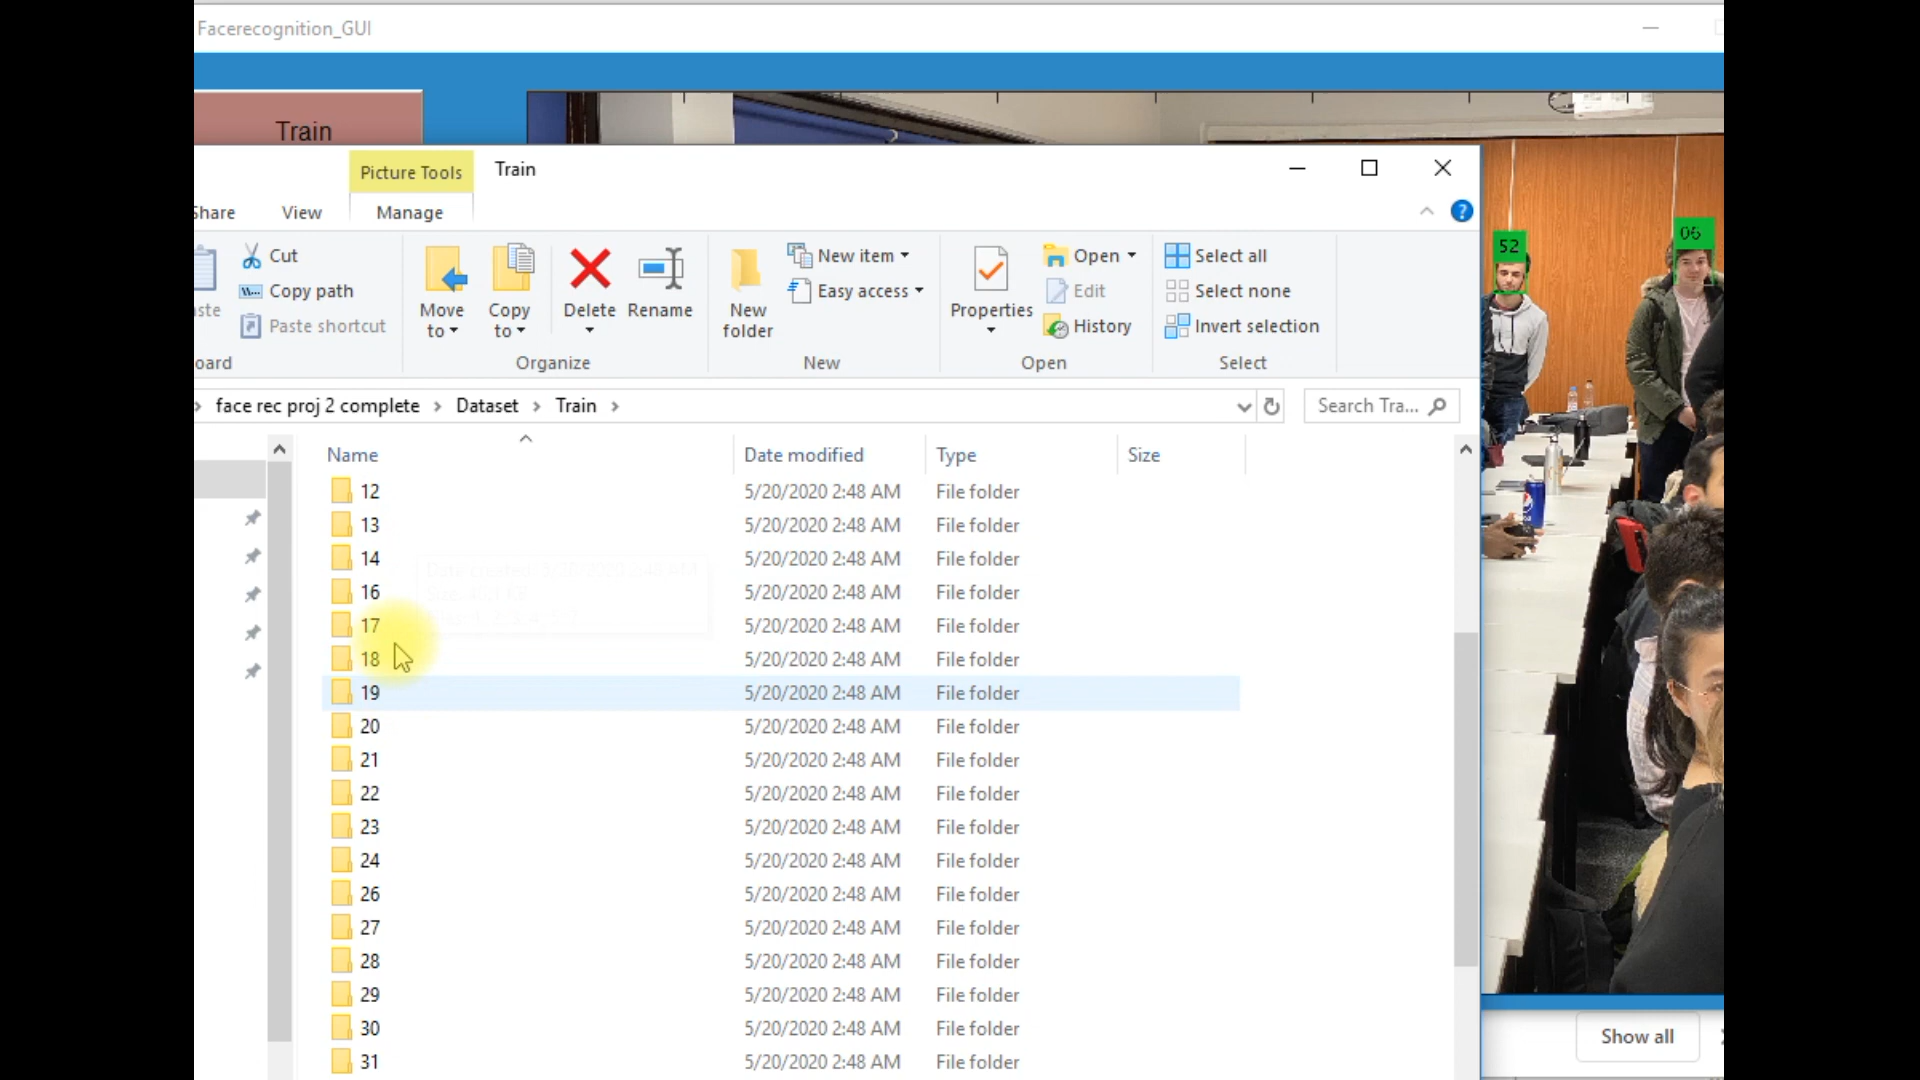 Facerecognition_GUI
Train
Picture Tools Train
Share View Manage
Cut
Copy path
Paste shortcut
Move to
Copy to
Delete
Rename
New folder
New item
Easy access
Properties
Open
Edit
History
Select all
Select none
Invert selection
Organize New Open Select
52
06
face rec proj 2 complete > Dataset > Train >
Search Tra...
Name Date modified Type Size
12 5/20/2020 2:48 AM File folder
13 5/20/2020 2:48 AM File folder
14 5/20/2020 2:48 AM File folder
16 5/20/2020 2:48 AM File folder
17 5/20/2020 2:48 AM File folder
18 5/20/2020 2:48 AM File folder
19 5/20/2020 2:48 AM File folder
20 5/20/2020 2:48 AM File folder
21 5/20/2020 2:48 AM File folder
22 5/20/2020 2:48 AM File folder
23 5/20/2020 2:48 AM File folder
24 5/20/2020 2:48 AM File folder
26 5/20/2020 2:48 AM File folder
27 5/20/2020 2:48 AM File folder
28 5/20/2020 2:48 AM File folder
29 5/20/2020 2:48 AM File folder
30 5/20/2020 2:48 AM File folder
31 5/20/2020 2:48 AM File folder
Show all